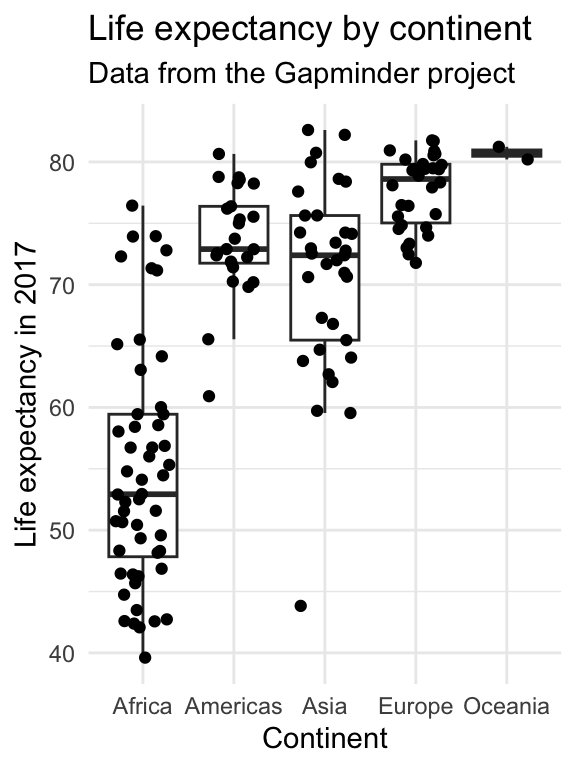 Life expectancy by continent
Data from the Gapminder project
Life expectancy in 2017
80
70
60
50
40
Africa Americas Asia Europe Oceania
Continent